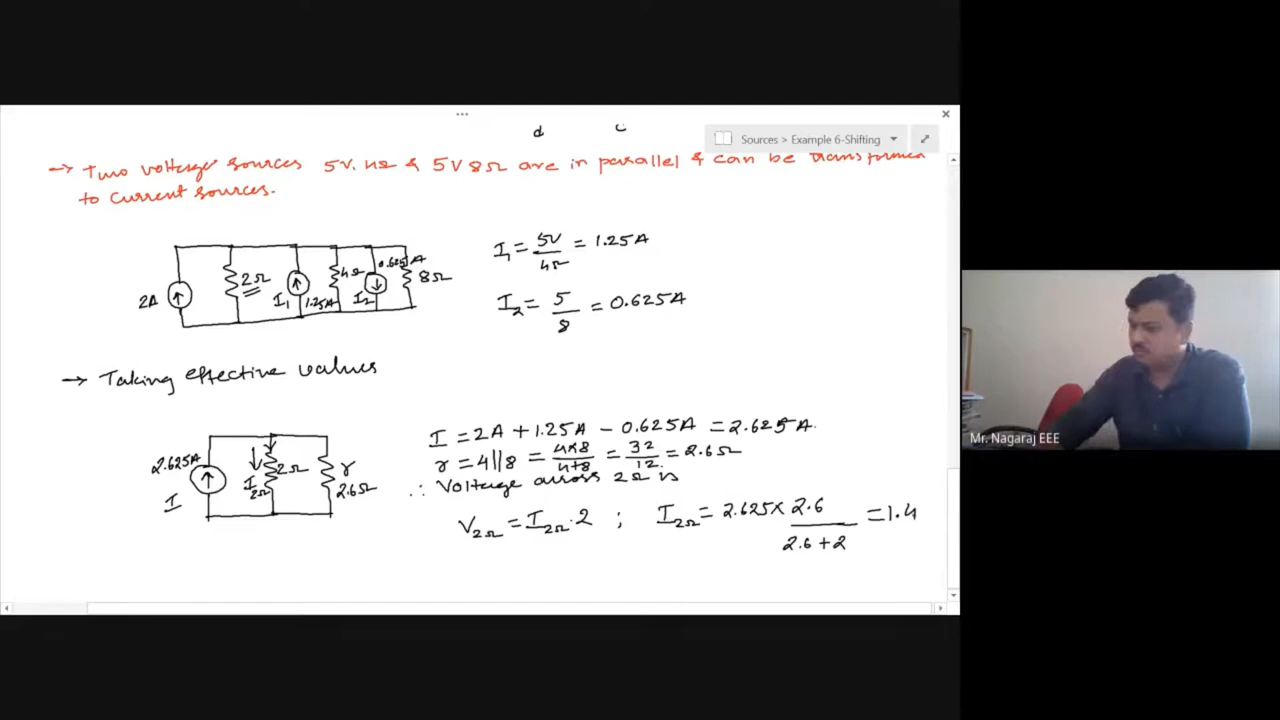 d c
Sources > Example 6-Shifting
→ Two voltage sources 5V. 4Ω & 5V 8Ω are in parallel & can be transformed
to current sources.
2A 2Ω I₁ 1.25A 4Ω I₂ 0.625A 8Ω
I₁ = 5V/4Ω = 1.25A
I₂ = 5/8 = 0.625A
→ Taking effective values
2.625A I I2Ω 2Ω r 2.6Ω
I = 2A + 1.25A - 0.625A = 2.625A.
r = 4||8 = 4x8/4+8 = 32/12 = 2.6Ω
∴ Voltage across 2Ω is
V2Ω = I2Ω.2 ; I2Ω = 2.625 x 2.6/2.6+2 = 1.4
Mr. Nagaraj EEE